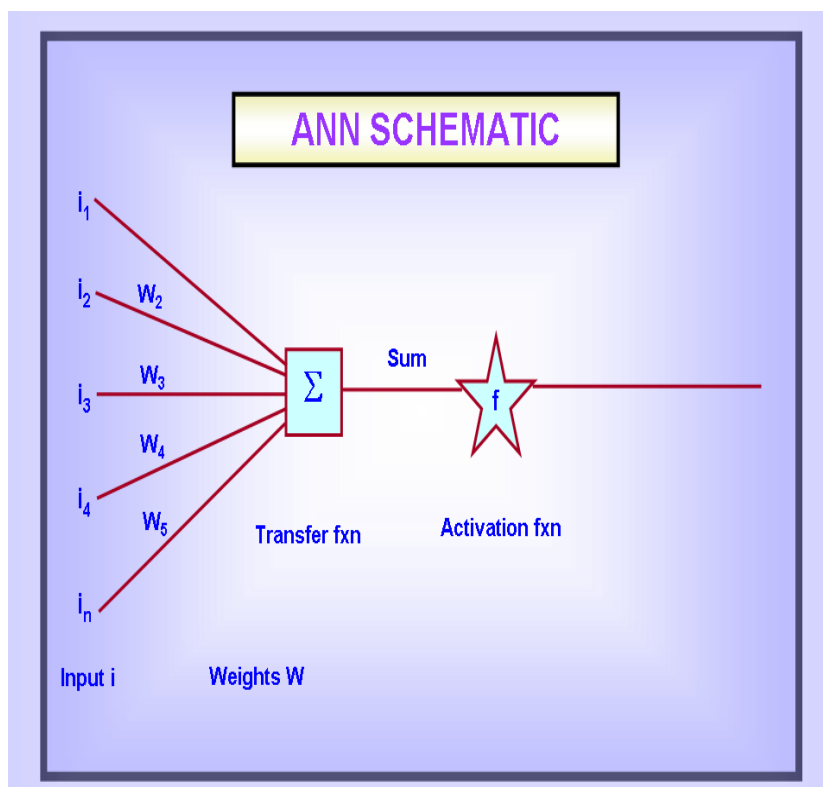 ANN SCHEMATIC
i₁
i₂
W₂
i₃
W₃
i₄
W₄
W₅
iₙ
Σ
Sum
f
Transfer fxn
Activation fxn
Input i
Weights W